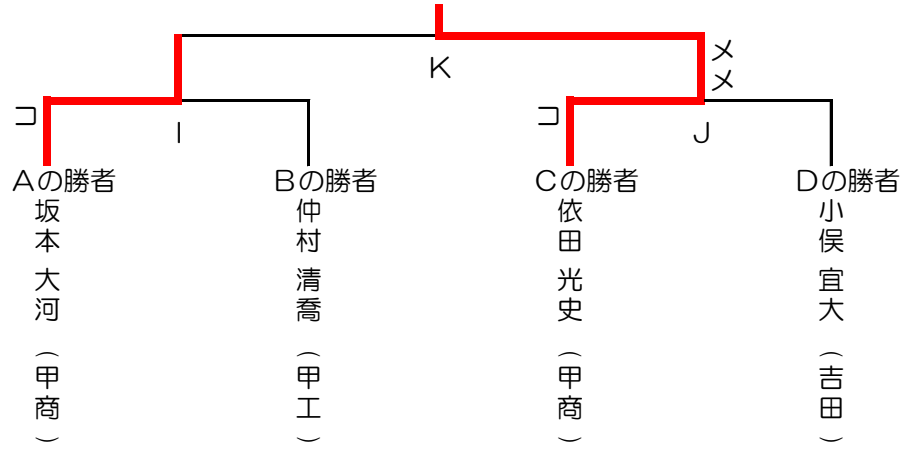 K
メメ
コ
I
コ
J
Aの勝者
Bの勝者
Cの勝者
Dの勝者
坂本 大河 (甲商)
仲村 清喬 (甲工)
依田 光史 (甲商)
小俣 宜大 (吉田)